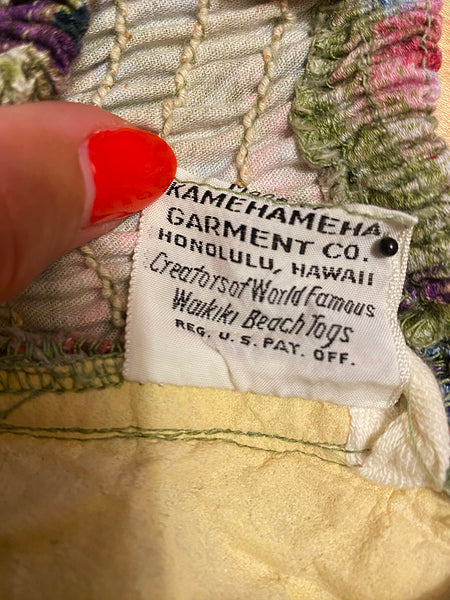 KAMEHAMEHA
GARMENT CO.
HONOLULU, HAWAII
Creators of World Famous
Waikiki Beach Togs
REG. U.S. PAT. OFF.